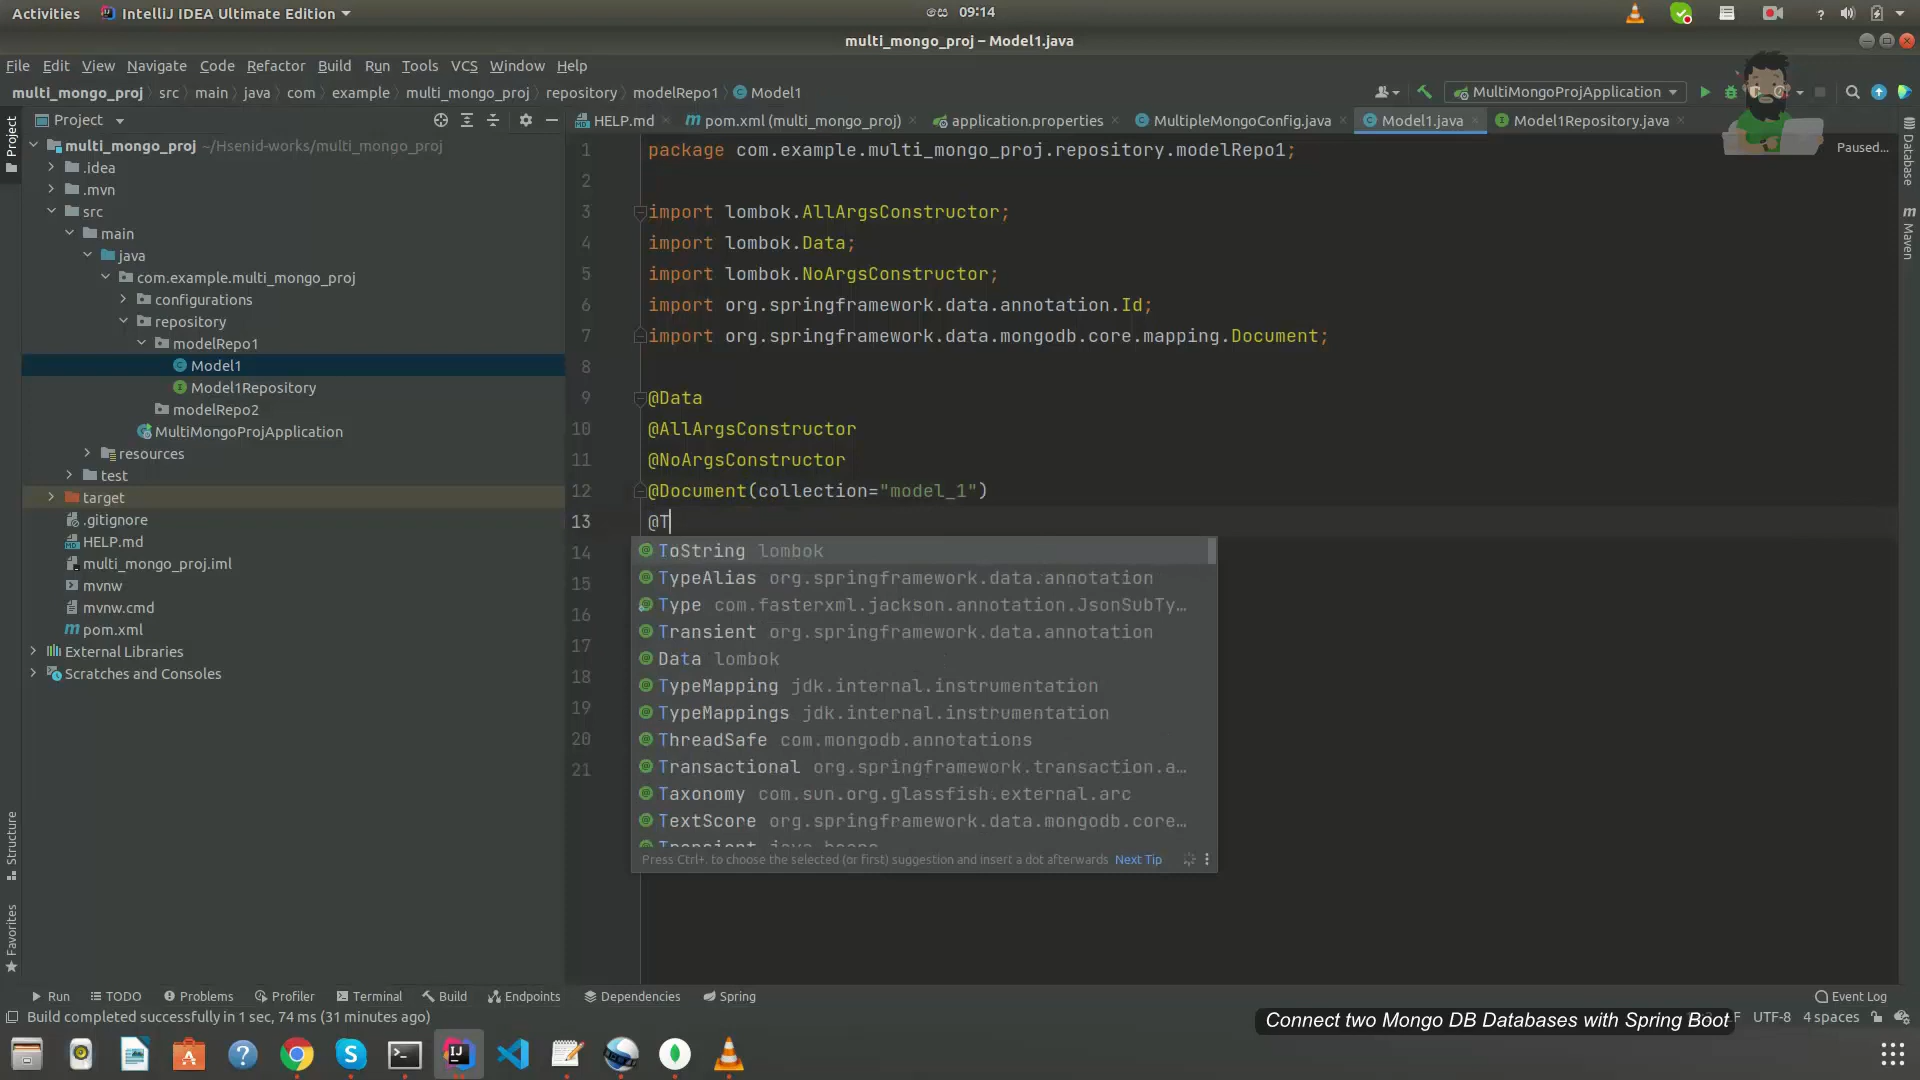 Activities IntelliJ IDEA Ultimate Edition 09:14
multi_mongo_proj – Model1.java
File Edit View Navigate Code Refactor Build Run Tools VCS Window Help
multi_mongo_proj src main java com example multi_mongo_proj repository modelRepo1 Model1 MultiMongoProjApplication
Project HELP.md pom.xml (multi_mongo_proj) application.properties MultipleMongoConfig.java Model1.java Model1Repository.java
Paused...
Project
Structure
Favorites
Database
Maven
multi_mongo_proj ~/Hsenid-works/multi_mongo_proj
.idea
.mvn
src
main
java
com.example.multi_mongo_proj
configurations
repository
modelRepo1
Model1
Model1Repository
modelRepo2
MultiMongoProjApplication
resources
test
target
.gitignore
HELP.md
multi_mongo_proj.iml
mvnw
mvnw.cmd
pom.xml
External Libraries
Scratches and Consoles
1 package com.example.multi_mongo_proj.repository.modelRepo1;
2
3 import lombok.AllArgsConstructor;
4 import lombok.Data;
5 import lombok.NoArgsConstructor;
6 import org.springframework.data.annotation.Id;
7 import org.springframework.data.mongodb.core.mapping.Document;
8
9 @Data
10 @AllArgsConstructor
11 @NoArgsConstructor
12 @Document(collection="model_1")
13 @T
14
15
16
17
18
19
20
21
ToString lombok
TypeAlias org.springframework.data.annotation
Type com.fasterxml.jackson.annotation.JsonSubTy…
Transient org.springframework.data.annotation
Data lombok
TypeMapping jdk.internal.instrumentation
TypeMappings jdk.internal.instrumentation
ThreadSafe com.mongodb.annotations
Transactional org.springframework.transaction.a…
Taxonomy com.sun.org.glassfish.external.arc
TextScore org.springframework.data.mongodb.core…
Transient java.beans
Press Ctrl+. to choose the selected (or first) suggestion and insert a dot afterwards Next Tip
Run TODO Problems Profiler Terminal Build Endpoints Dependencies Spring Event Log
Build completed successfully in 1 sec, 74 ms (31 minutes ago) UTF-8 4 spaces
Connect two Mongo DB Databases with Spring Boot